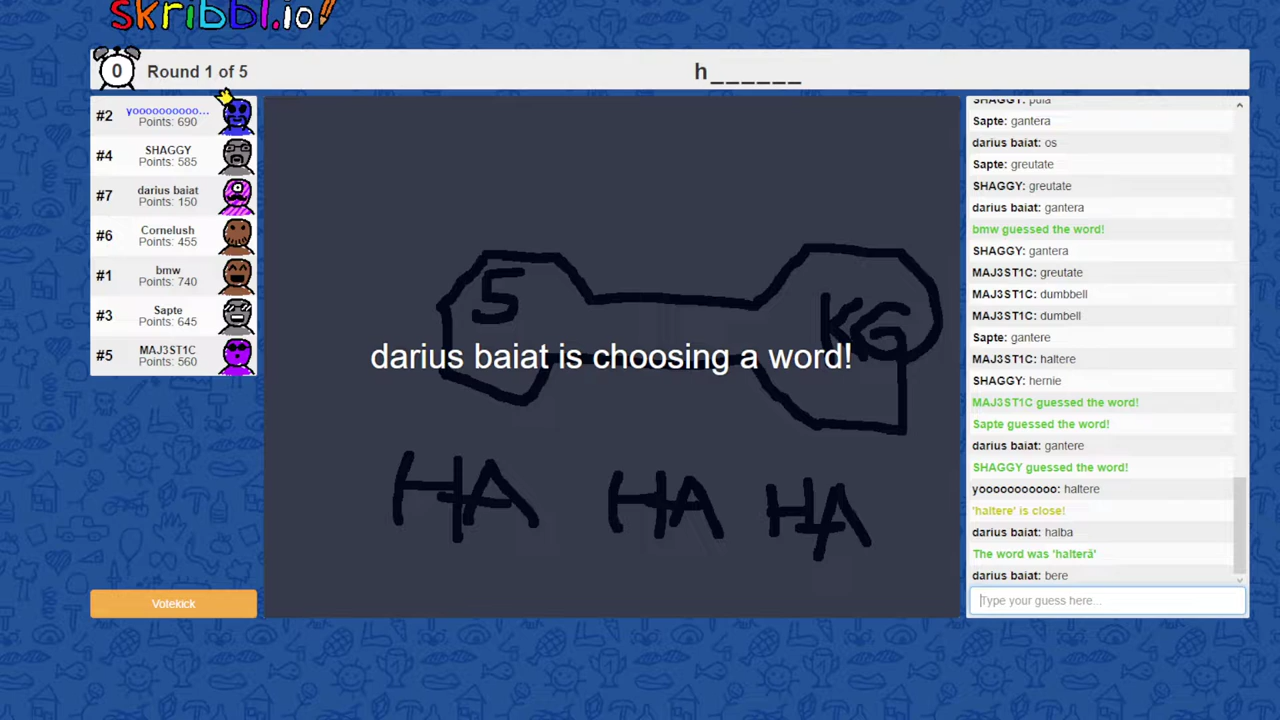 skribbl.io
0
Round 1 of 5
h______
#2
yoooooooooo...
Points: 690
#4
SHAGGY
Points: 585
#7
darius baiat
Points: 150
#6
Cornelush
Points: 455
#1
bmw
Points: 740
#3
Sapte
Points: 645
#5
MAJ3ST1C
Points: 560
Votekick
5
KG
darius baiat is choosing a word!
HA HA HA
SHAGGY: pula
Sapte: gantera
darius baiat: os
Sapte: greutate
SHAGGY: greutate
darius baiat: gantera
bmw guessed the word!
SHAGGY: gantera
MAJ3ST1C: greutate
MAJ3ST1C: dumbbell
MAJ3ST1C: dumbell
Sapte: gantere
MAJ3ST1C: haltere
SHAGGY: hernie
MAJ3ST1C guessed the word!
Sapte guessed the word!
darius baiat: gantere
SHAGGY guessed the word!
yooooooooooo: haltere
'haltere' is close!
darius baiat: halba
The word was 'halteră'
darius baiat: bere
Type your guess here...